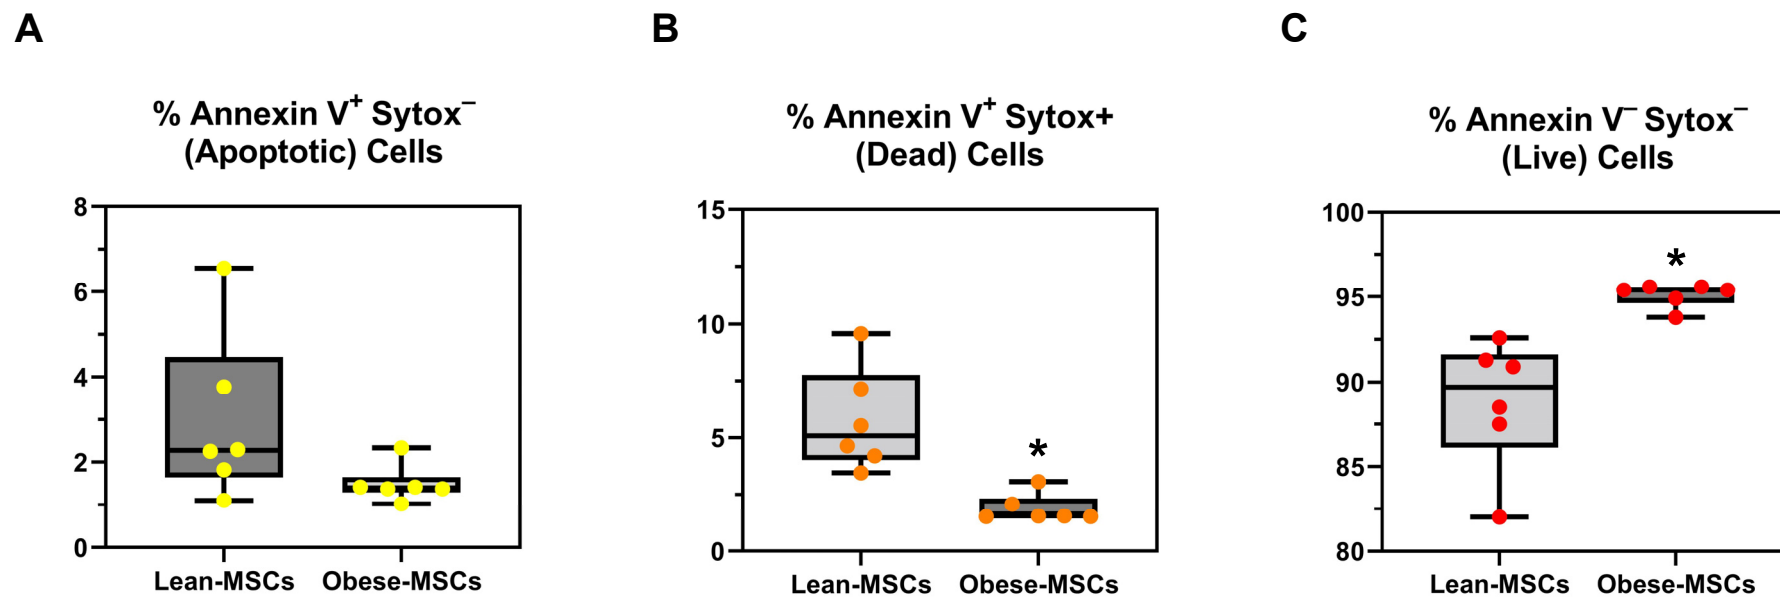 A
% Annexin V⁺ Sytox⁻
(Apoptotic) Cells
8
6
4
2
0
Lean-MSCs Obese-MSCs
B
% Annexin V⁺ Sytox+
(Dead) Cells
15
10
5
0
*
Lean-MSCs Obese-MSCs
C
% Annexin V⁻ Sytox⁻
(Live) Cells
100
95
90
85
80
*
Lean-MSCs Obese-MSCs